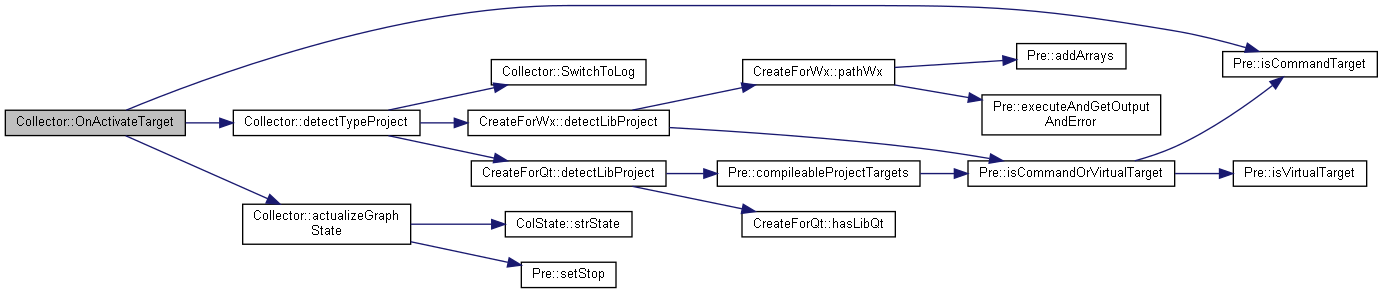 Collector::OnActivateTarget
Collector::detectTypeProject
Collector::actualizeGraph
State
Collector::SwitchToLog
CreateForWx::detectLibProject
CreateForQt::detectLibProject
ColState::strState
Pre::setStop
CreateForWx::pathWx
Pre::compileableProjectTargets
CreateForQt::hasLibQt
Pre::addArrays
Pre::executeAndGetOutput
AndError
Pre::isCommandOrVirtualTarget
Pre::isCommandTarget
Pre::isVirtualTarget